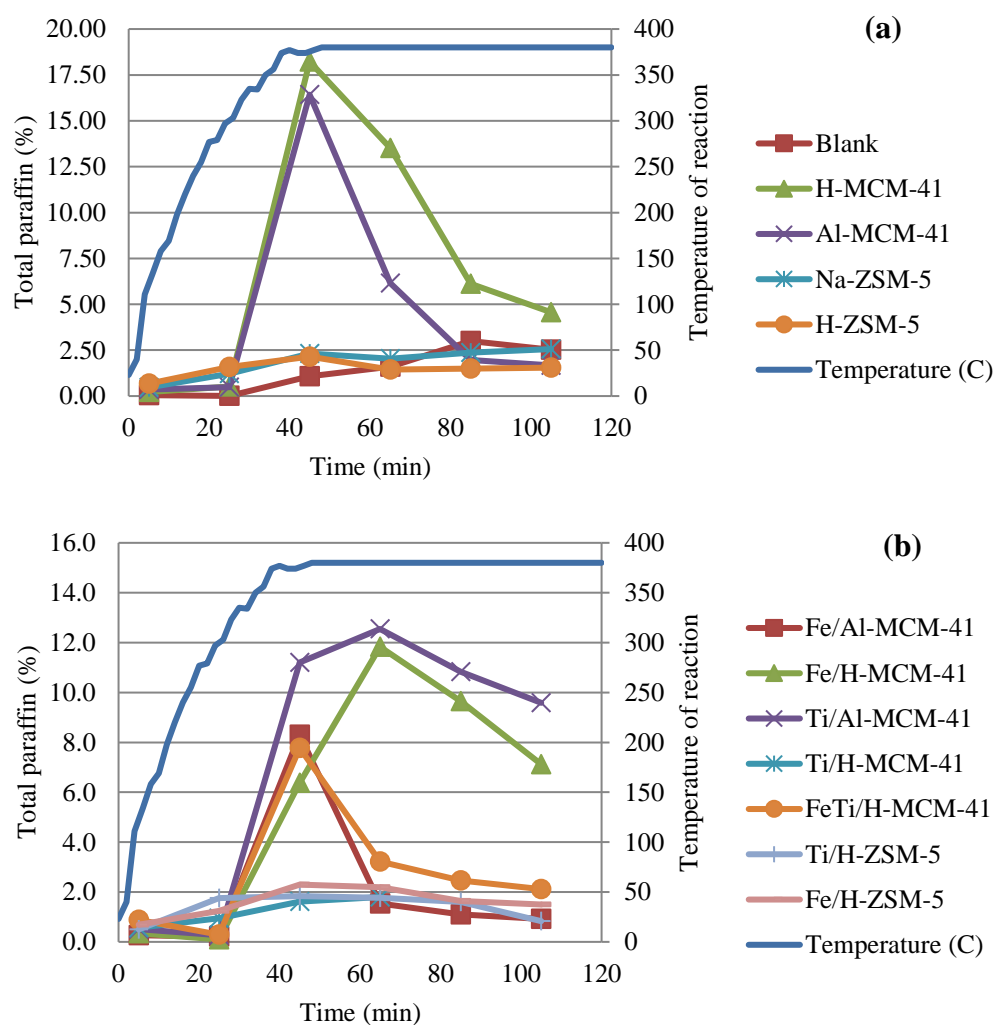 (a)
Total paraffin (%)
20.00
17.50
15.00
12.50
10.00
7.50
5.00
2.50
0.00
400
350
300
250
200
150
100
50
0
Temperature of reaction
0 20 40 60 80 100 120
Time (min)
Blank
H-MCM-41
Al-MCM-41
Na-ZSM-5
H-ZSM-5
Temperature (C)
(b)
Total paraffin (%)
16.0
14.0
12.0
10.0
8.0
6.0
4.0
2.0
0.0
400
350
300
250
200
150
100
50
0
Temperature of reaction
0 20 40 60 80 100 120
Time (min)
Fe/Al-MCM-41
Fe/H-MCM-41
Ti/Al-MCM-41
Ti/H-MCM-41
FeTi/H-MCM-41
Ti/H-ZSM-5
Fe/H-ZSM-5
Temperature (C)